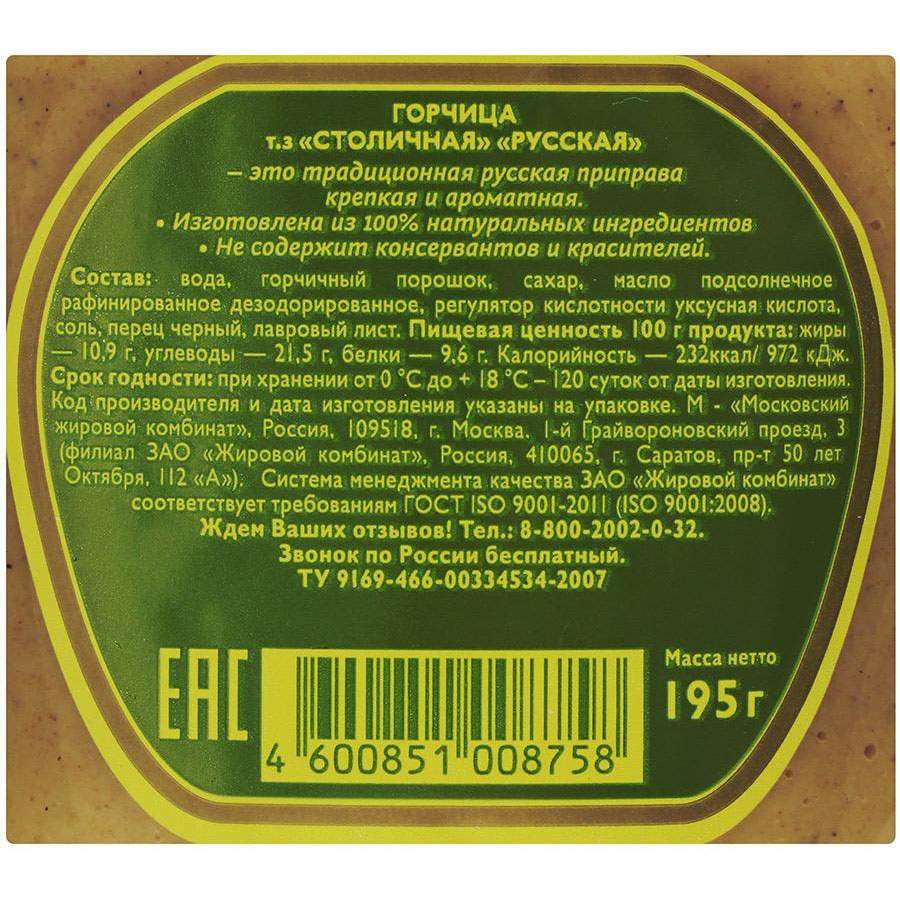 ГОРЧИЦА
т.з «СТОЛИЧНАЯ» «РУССКАЯ»
– это традиционная русская приправа
крепкая и ароматная.
• Изготовлена из 100% натуральных ингредиентов
• Не содержит консервантов и красителей.
Состав: вода, горчичный порошок, сахар, масло подсолнечное
рафинированное дезодорированное, регулятор кислотности уксусная кислота,
соль, перец черный, лавровый лист. Пищевая ценность 100 г продукта: жиры
— 10,9 г, углеводы — 21,5 г, белки — 9,6 г. Калорийность — 232ккал/ 972 кДж.
Срок годности: при хранении от 0 °С до + 18 °С – 120 суток от даты изготовления.
Код производителя и дата изготовления указаны на упаковке. М - «Московский
жировой комбинат», Россия, 109518, г. Москва, 1-й Грайвороновский проезд, 3
(филиал ЗАО «Жировой комбинат», Россия, 410065, г. Саратов, пр-т 50 лет
Октября, 112 «А»). Система менеджмента качества ЗАО «Жировой комбинат»
соответствует требованиям ГОСТ ISO 9001-2011 (ISO 9001:2008).
Ждем Ваших отзывов! Тел.: 8-800-2002-0-32.
Звонок по России бесплатный.
ТУ 9169-466-00334534-2007
ЕАС
Масса нетто
195 г
4 600851 008758